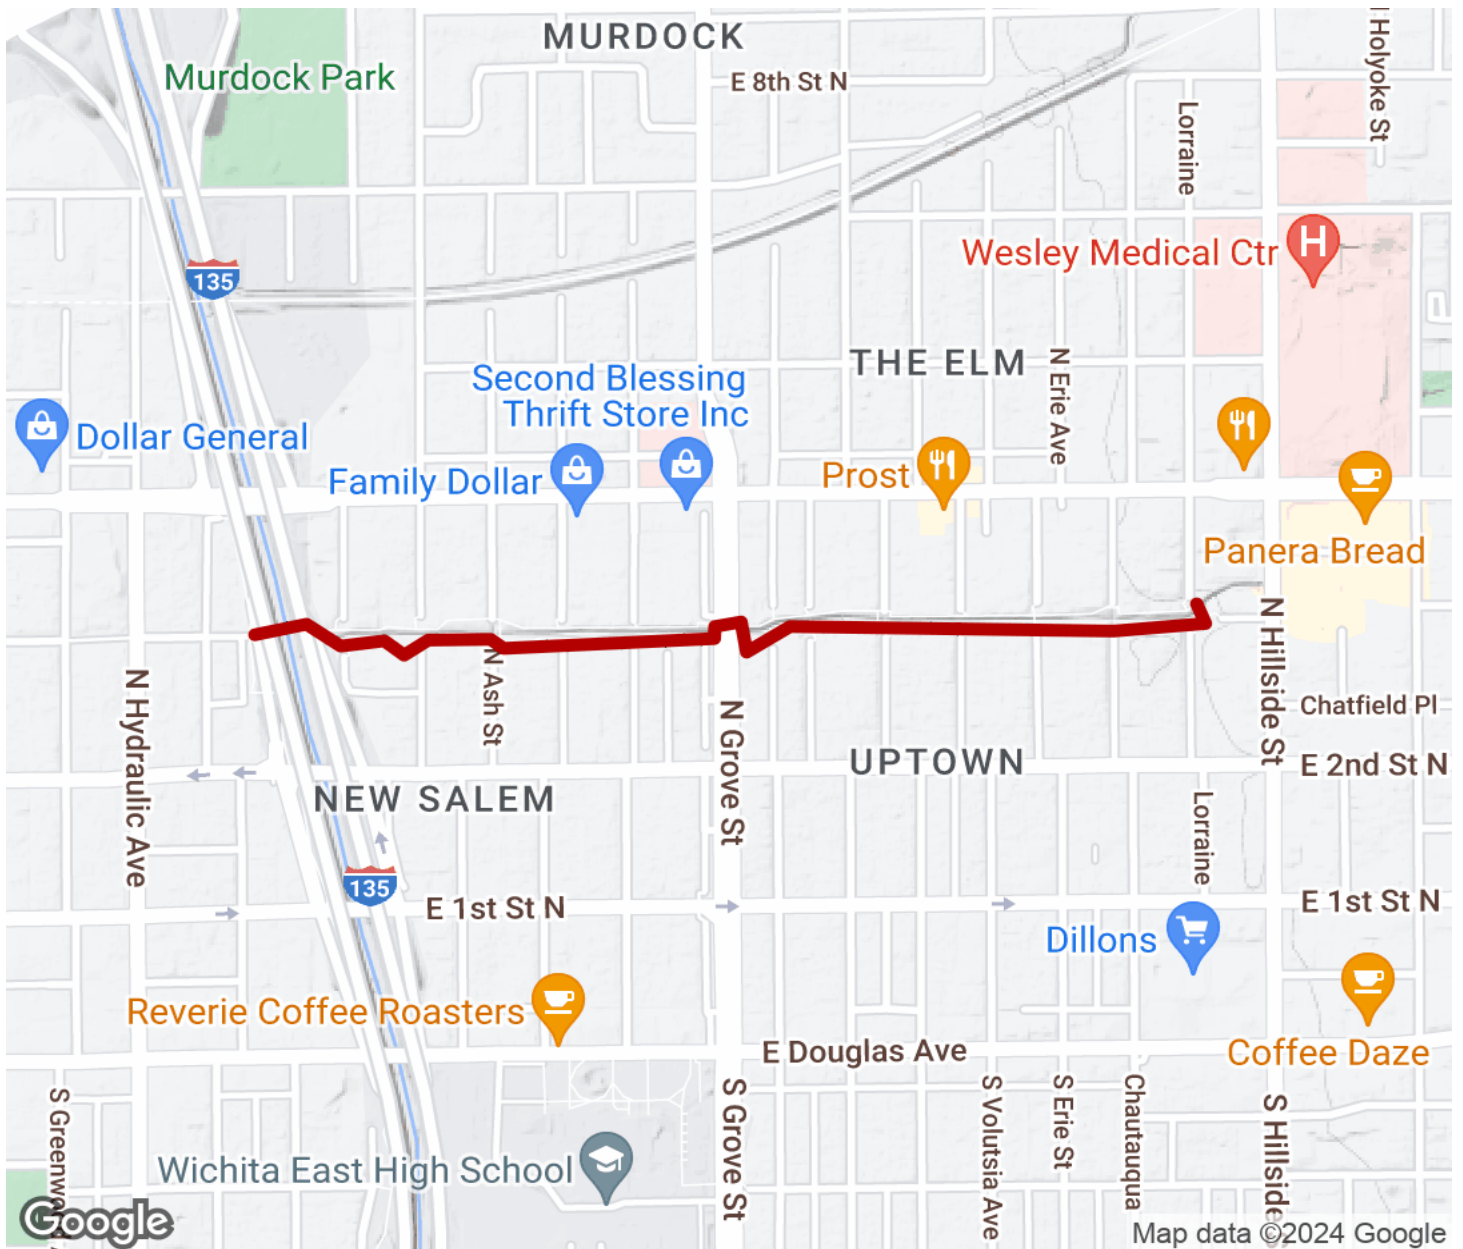 MURDOCK
Murdock Park
E 8th St N
N Holyoke St
Lorraine
Wesley Medical Ctr
H
135
THE ELM
N Erie Ave
Second Blessing
Thrift Store Inc
Dollar General
Family Dollar
Prost
Panera Bread
N Hillside St
N Ash St
N Hydraulic Ave
N Grove St
Chatfield Pl
UPTOWN
E 2nd St N
NEW SALEM
Lorraine
135
E 1st St N
E 1st St N
Dillons
Reverie Coffee Roasters
E Douglas Ave
Coffee Daze
S Greenwood
S Grove St
S Volutsia Ave
S Erie St
Chautauqua
S Hillside
Wichita East High School
Google
Map data ©2024 Google